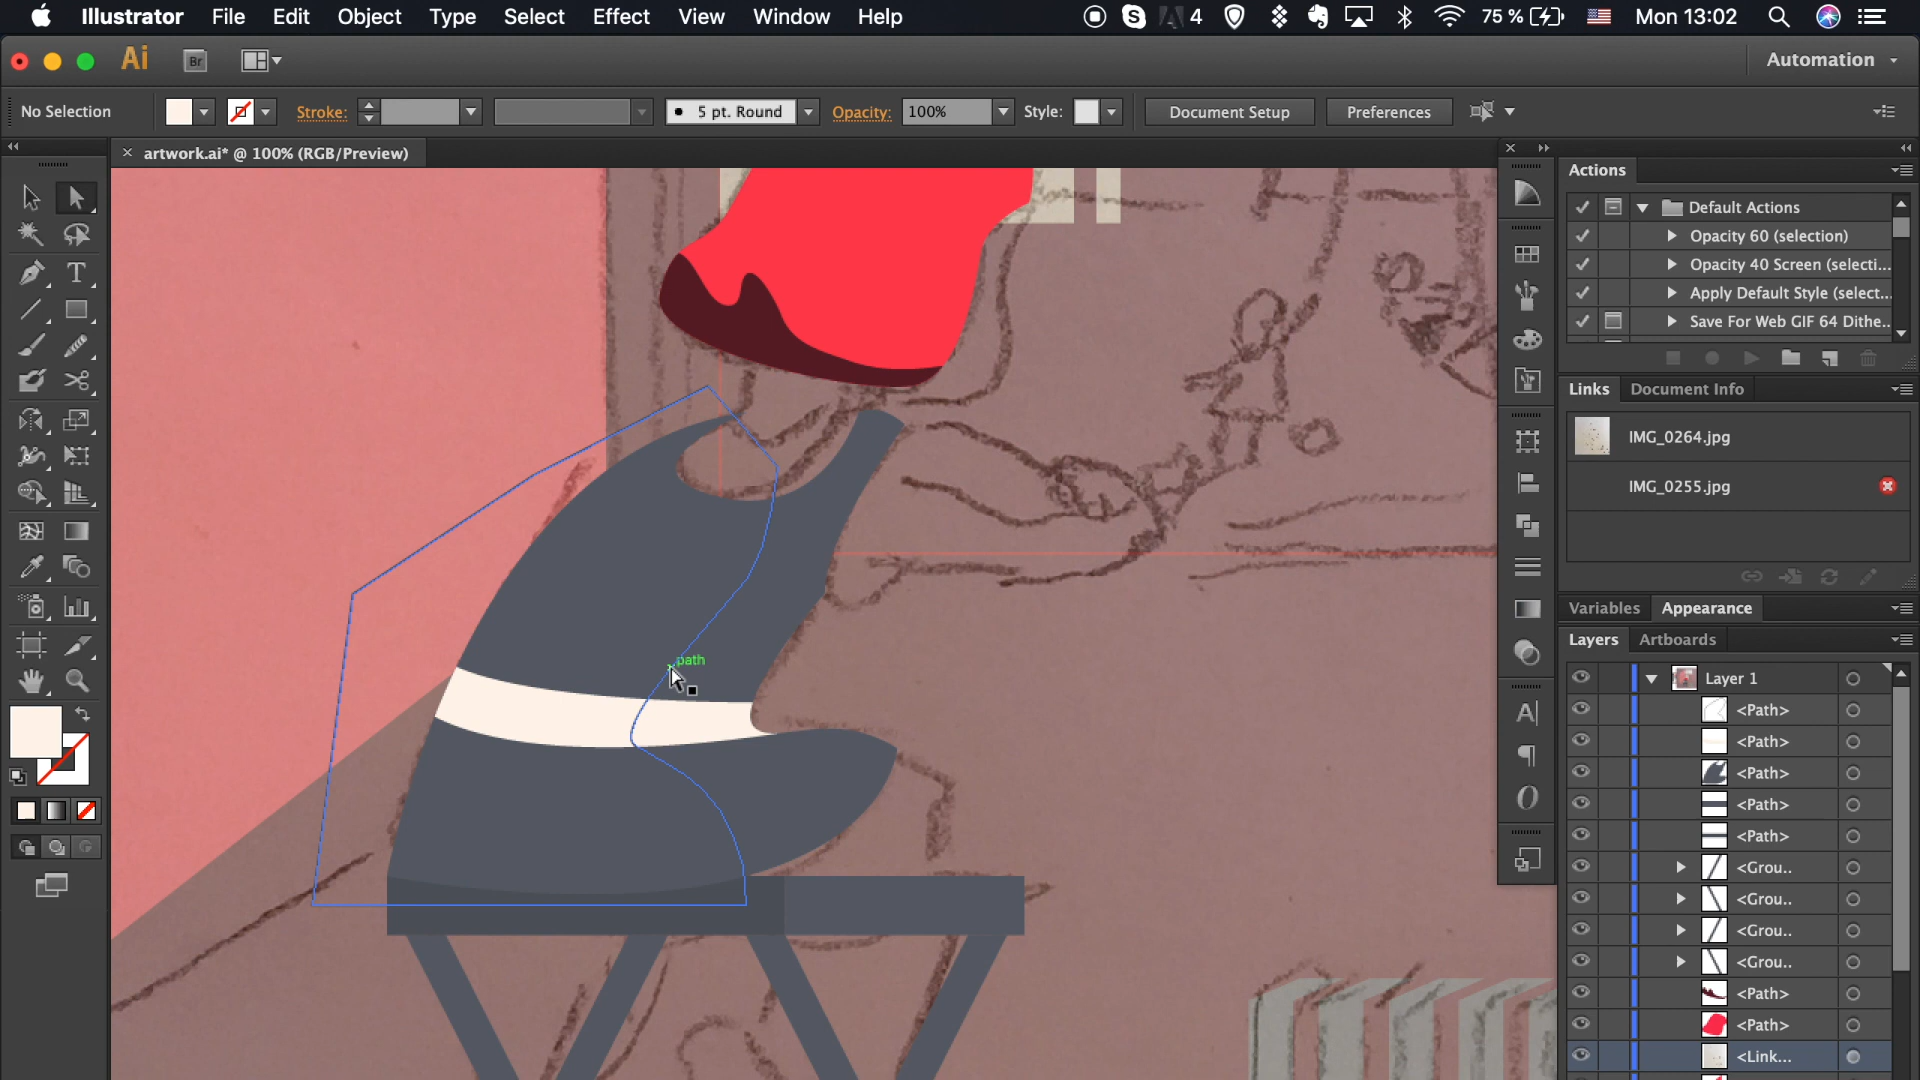 Illustrator File Edit Object Type Select Effect View Window Help 4 75 % Mon 13:02
Ai Br Automation
No Selection Stroke: 5 pt. Round Opacity: 100% Style: Document Setup Preferences
artwork.ai* @ 100% (RGB/Preview)
Actions
Default Actions
Opacity 60 (selection)
Opacity 40 Screen (selecti...
Apply Default Style (select...
Save For Web GIF 64 Dithe...
Links Document Info
IMG_0264.jpg
IMG_0255.jpg
Variables Appearance
Layers Artboards
Layer 1
<Path>
<Path>
<Path>
<Path>
<Path>
<Grou..
<Grou..
<Grou..
<Grou..
<Path>
<Path>
<Link...
path